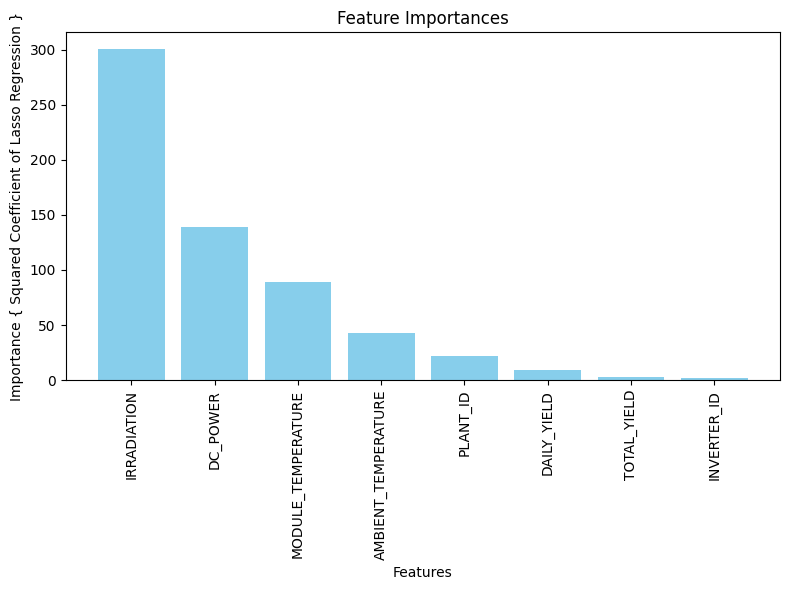 Feature Importances
Importance { Squared Coefficient of Lasso Regression }
300
250
200
150
100
50
0
IRRADIATION
DC_POWER
MODULE_TEMPERATURE
AMBIENT_TEMPERATURE
PLANT_ID
DAILY_YIELD
TOTAL_YIELD
INVERTER_ID
Features